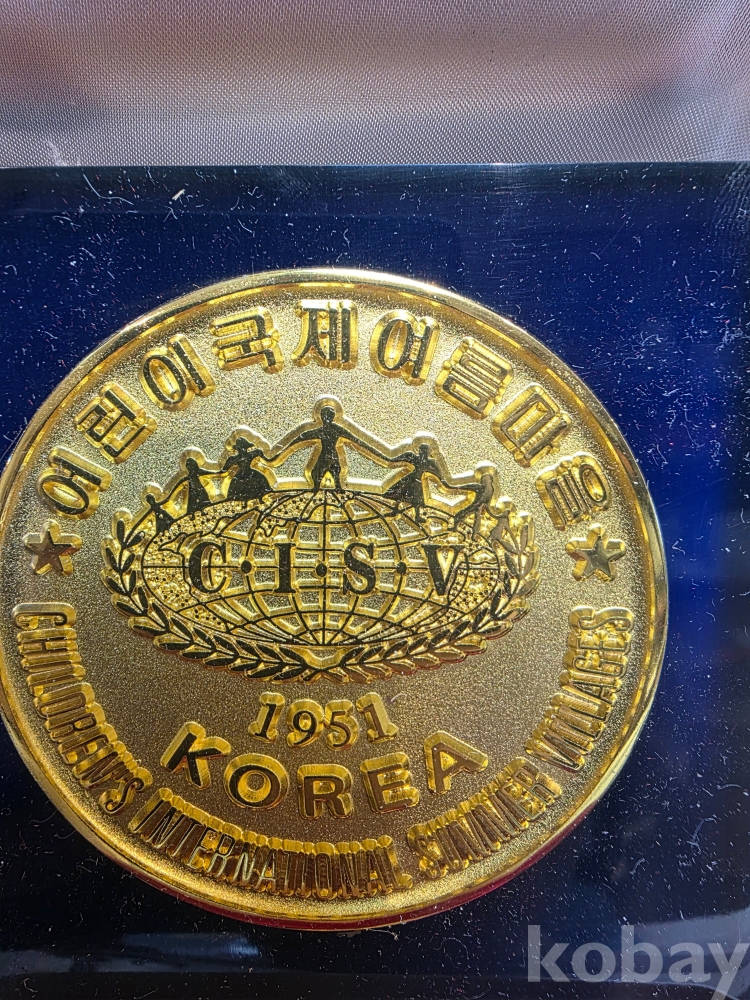 어린이국제여름마을
C·I·S·V
1951
KOREA
CHILDREN'S INTERNATIONAL SUMMER VILLAGES
kobay